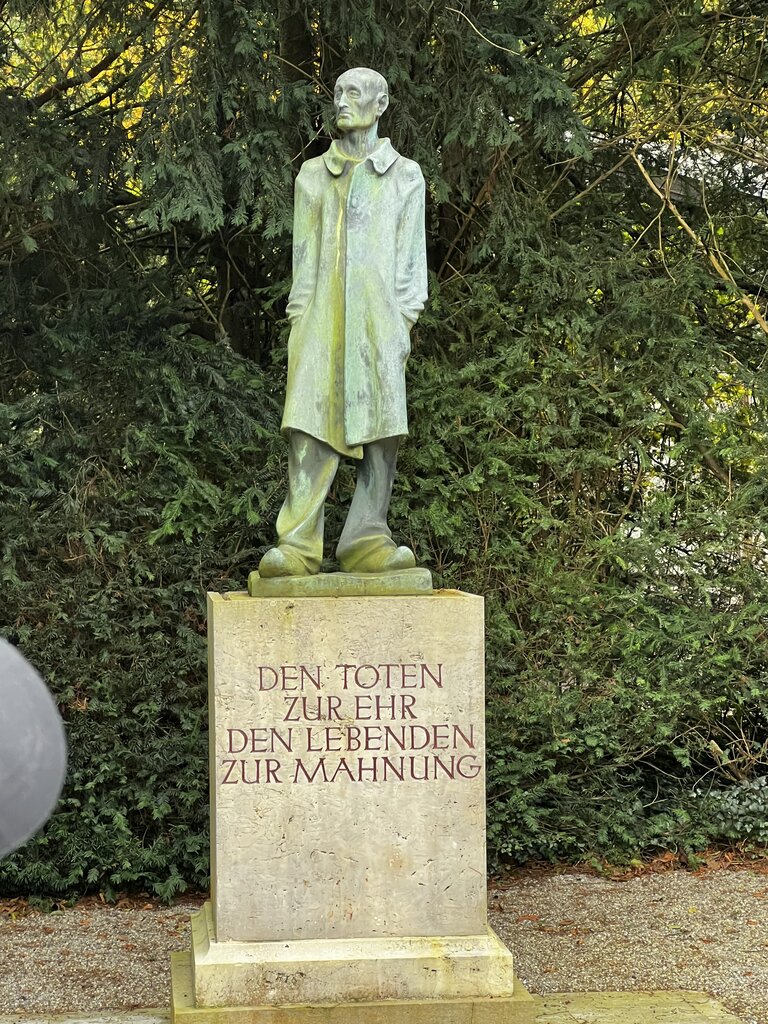 DEN TOTEN
ZUR EHR
DEN LEBENDEN
ZUR MAHNUNG